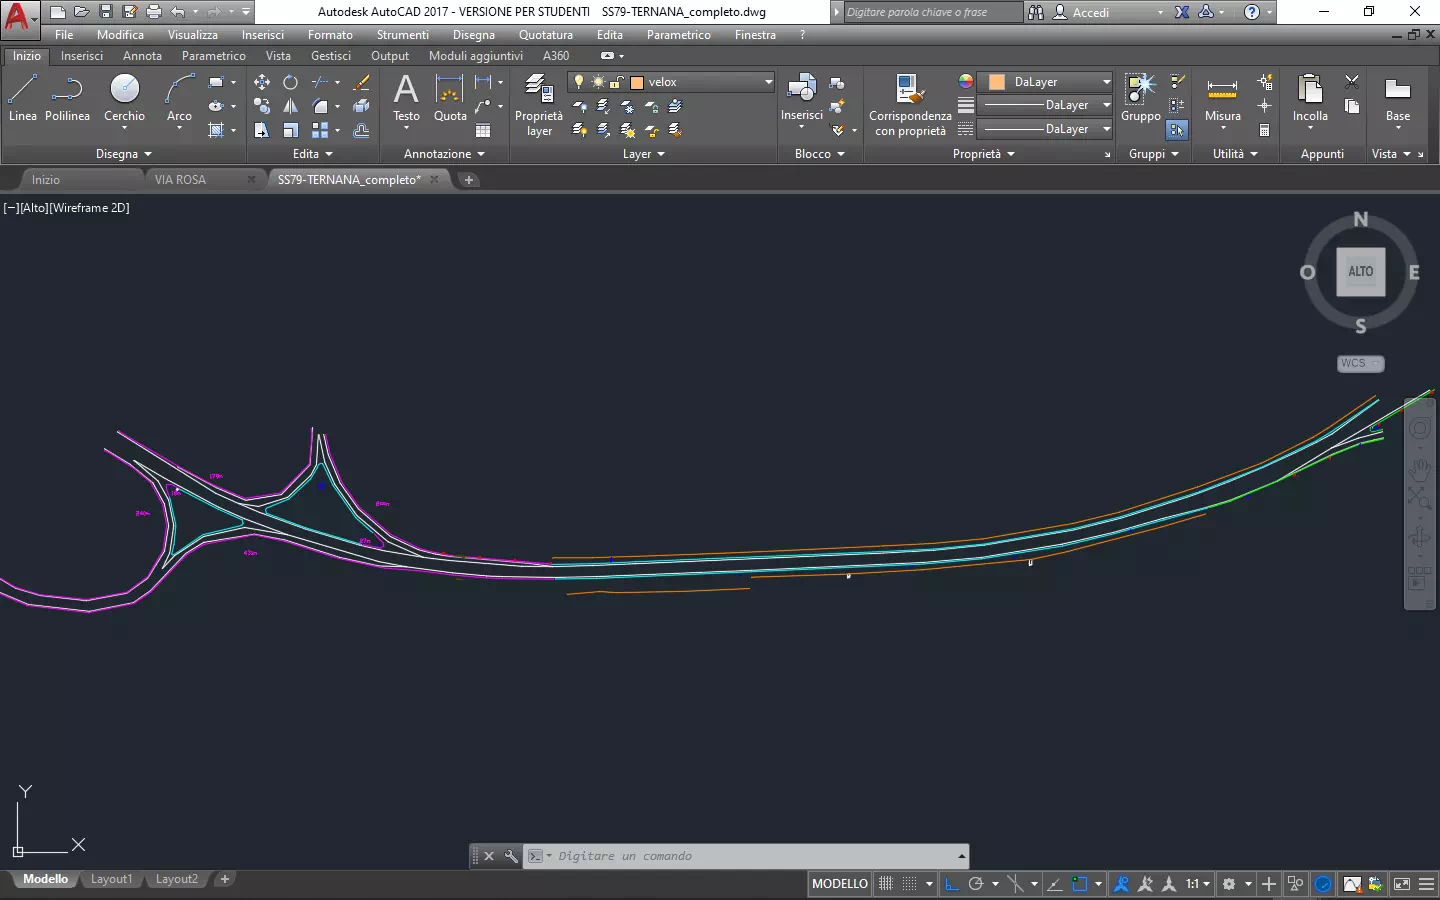 Autodesk AutoCAD 2017 - VERSIONE PER STUDENTI SS79-TERNANA_completo.dwg
Digitare parola chiave o frase
Accedi
File Modifica Visualizza Inserisci Formato Strumenti Disegna Quotatura Edita Parametrico Finestra ?
Inizio Inserisci Annota Parametrico Vista Gestisci Output Moduli aggiuntivi A360
velox
DaLayer
DaLayer
DaLayer
Linea Polilinea Cerchio Arco
Testo Quota
Proprietà layer
Inserisci
Corrispondenza con proprietà
Gruppo
Misura
Incolla
Base
Disegna Edita Annotazione Layer Blocco Proprietà Gruppi Utilità Appunti Vista
Inizio VIA ROSA SS79-TERNANA_completo*
[−][Alto][Wireframe 2D]
N
O ALTO E
S
WCS
Y
X
Digitare un comando
Modello Layout1 Layout2
MODELLO
1:1